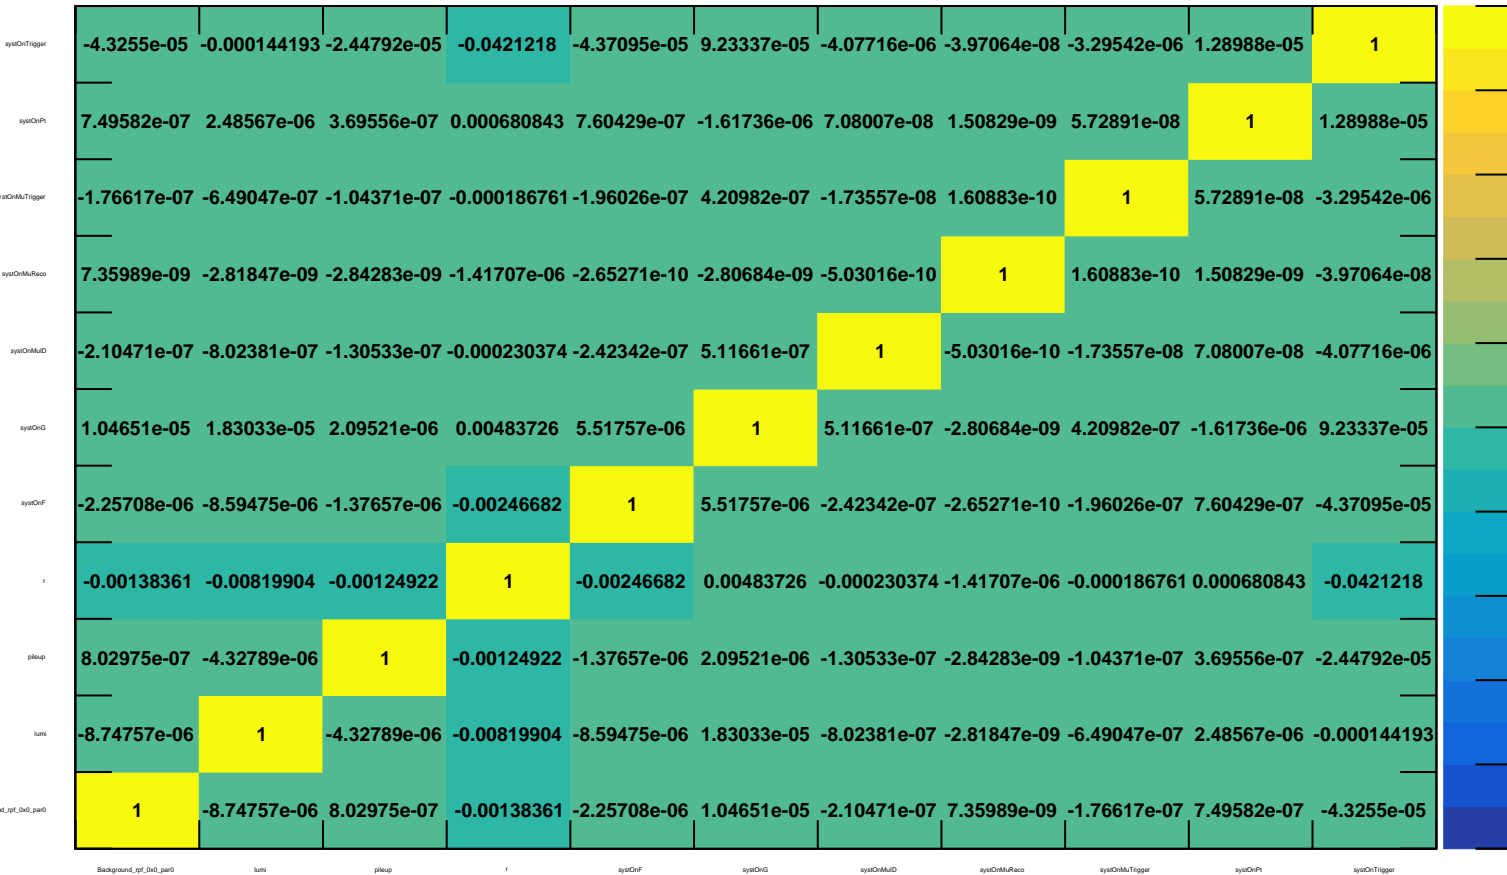 systOnTrigger -4.3255e-05 -0.000144193 -2.44792e-05 -0.0421218 -4.37095e-05 9.23337e-05 -4.07716e-06 -3.97064e-08 -3.29542e-06 1.28988e-05 1
systOnPt 7.49582e-07 2.48567e-06 3.69556e-07 0.000680843 7.60429e-07 -1.61736e-06 7.08007e-08 1.50829e-09 5.72891e-08 1 1.28988e-05
stOnMuTrigger -1.76617e-07 -6.49047e-07 -1.04371e-07 -0.000186761 -1.96026e-07 4.20982e-07 -1.73557e-08 1.60883e-10 1 5.72891e-08 -3.29542e-06
systOnMuReco 7.35989e-09 -2.81847e-09 -2.84283e-09 -1.41707e-06 -2.65271e-10 -2.80684e-09 -5.03016e-10 1 1.60883e-10 1.50829e-09 -3.97064e-08
systOnMuID -2.10471e-07 -8.02381e-07 -1.30533e-07 -0.000230374 -2.42342e-07 5.11661e-07 1 -5.03016e-10 -1.73557e-08 7.08007e-08 -4.07716e-06
systOnG 1.04651e-05 1.83033e-05 2.09521e-06 0.00483726 5.51757e-06 1 5.11661e-07 -2.80684e-09 4.20982e-07 -1.61736e-06 9.23337e-05
systOnF -2.25708e-06 -8.59475e-06 -1.37657e-06 -0.00246682 1 5.51757e-06 -2.42342e-07 -2.65271e-10 -1.96026e-07 7.60429e-07 -4.37095e-05
r -0.00138361 -0.00819904 -0.00124922 1 -0.00246682 0.00483726 -0.000230374 -1.41707e-06 -0.000186761 0.000680843 -0.0421218
pileup 8.02975e-07 -4.32789e-06 1 -0.00124922 -1.37657e-06 2.09521e-06 -1.30533e-07 -2.84283e-09 -1.04371e-07 3.69556e-07 -2.44792e-05
lumi -8.74757e-06 1 -4.32789e-06 -0.00819904 -8.59475e-06 1.83033e-05 -8.02381e-07 -2.81847e-09 -6.49047e-07 2.48567e-06 -0.000144193
d_rpf_0x0_par0 1 -8.74757e-06 8.02975e-07 -0.00138361 -2.25708e-06 1.04651e-05 -2.10471e-07 7.35989e-09 -1.76617e-07 7.49582e-07 -4.3255e-05
Background_rpf_0x0_par0 lumi pileup r systOnF systOnG systOnMuID systOnMuReco systOnMuTrigger systOnPt systOnTrigger